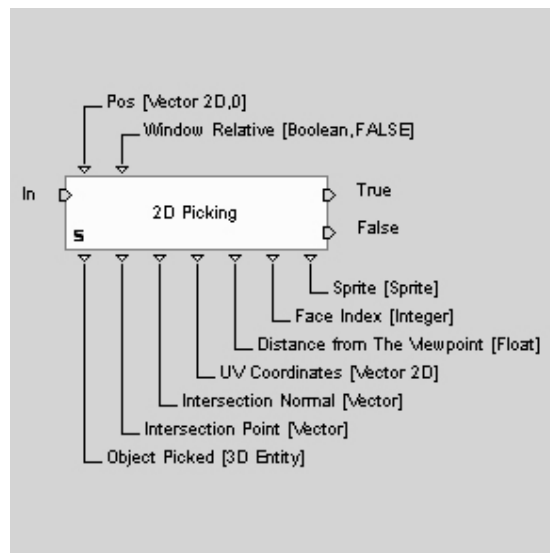 Pos [Vector 2D,0]
Window Relative [Boolean,FALSE]
In
True
2D Picking
False
S
Sprite [Sprite]
Face Index [Integer]
Distance from The Viewpoint [Float]
UV Coordinates [Vector 2D]
Intersection Normal [Vector]
Intersection Point [Vector]
Object Picked [3D Entity]